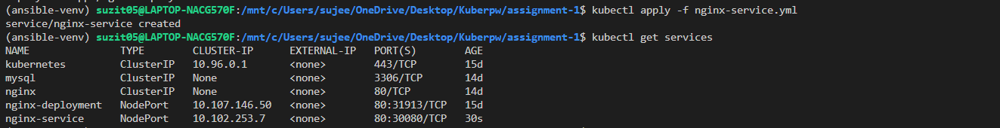 (ansible-venv) suzit05@LAPTOP-NACG570F:/mnt/c/Users/sujee/OneDrive/Desktop/Kuberpw/assignment-1$ kubectl apply -f nginx-service.yml
service/nginx-service created
(ansible-venv) suzit05@LAPTOP-NACG570F:/mnt/c/Users/sujee/OneDrive/Desktop/Kuberpw/assignment-1$ kubectl get services
NAME TYPE CLUSTER-IP EXTERNAL-IP PORT(S) AGE
kubernetes ClusterIP 10.96.0.1 <none> 443/TCP 15d
mysql ClusterIP None <none> 3306/TCP 14d
nginx ClusterIP None <none> 80/TCP 14d
nginx-deployment NodePort 10.107.146.50 <none> 80:31913/TCP 15d
nginx-service NodePort 10.102.253.7 <none> 80:30080/TCP 30s